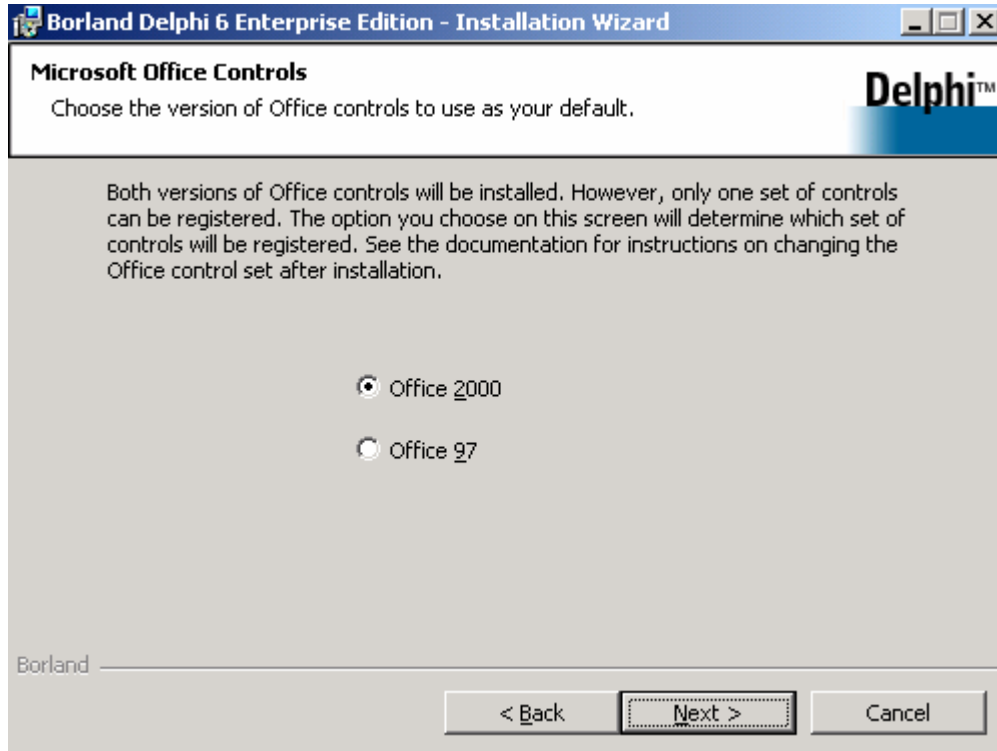 Borland Delphi 6 Enterprise Edition - Installation Wizard
Microsoft Office Controls
Choose the version of Office controls to use as your default.
Delphi™
Both versions of Office controls will be installed. However, only one set of controls
can be registered. The option you choose on this screen will determine which set of
controls will be registered. See the documentation for instructions on changing the
Office control set after installation.
Office 2000
Office 97
Borland
< Back Next > Cancel